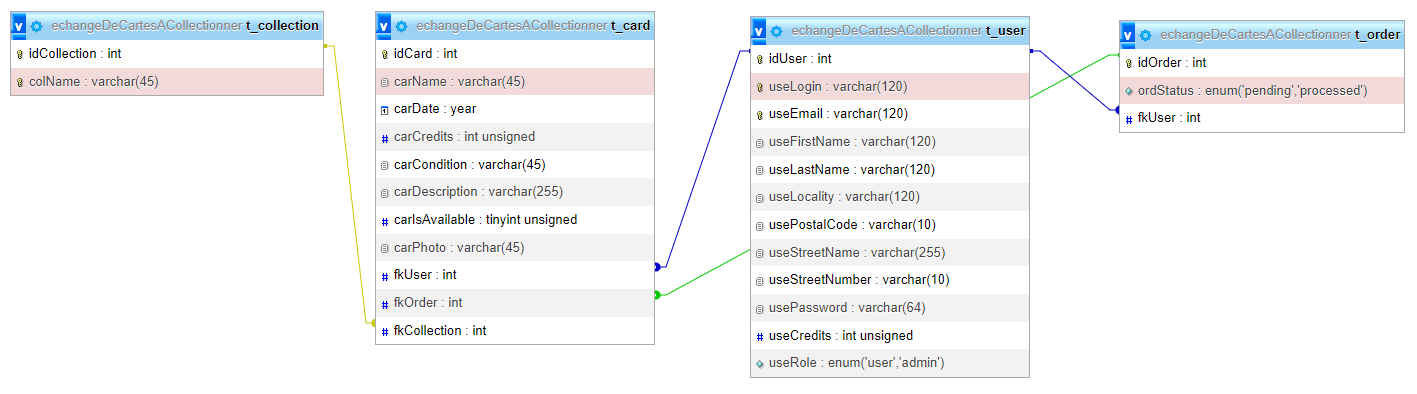 echangeDeCartesACollectionner t_collection
idCollection : int
colName : varchar(45)
echangeDeCartesACollectionner t_card
idCard : int
carName : varchar(45)
carDate : year
carCredits : int unsigned
carCondition : varchar(45)
carDescription : varchar(255)
carIsAvailable : tinyint unsigned
carPhoto : varchar(45)
fkUser : int
fkOrder : int
fkCollection : int
echangeDeCartesACollectionner t_user
idUser : int
useLogin : varchar(120)
useEmail : varchar(120)
useFirstName : varchar(120)
useLastName : varchar(120)
useLocality : varchar(120)
usePostalCode : varchar(10)
useStreetName : varchar(255)
useStreetNumber : varchar(10)
usePassword : varchar(64)
useCredits : int unsigned
useRole : enum('user','admin')
echangeDeCartesACollectionner t_order
idOrder : int
ordStatus : enum('pending','processed')
fkUser : int